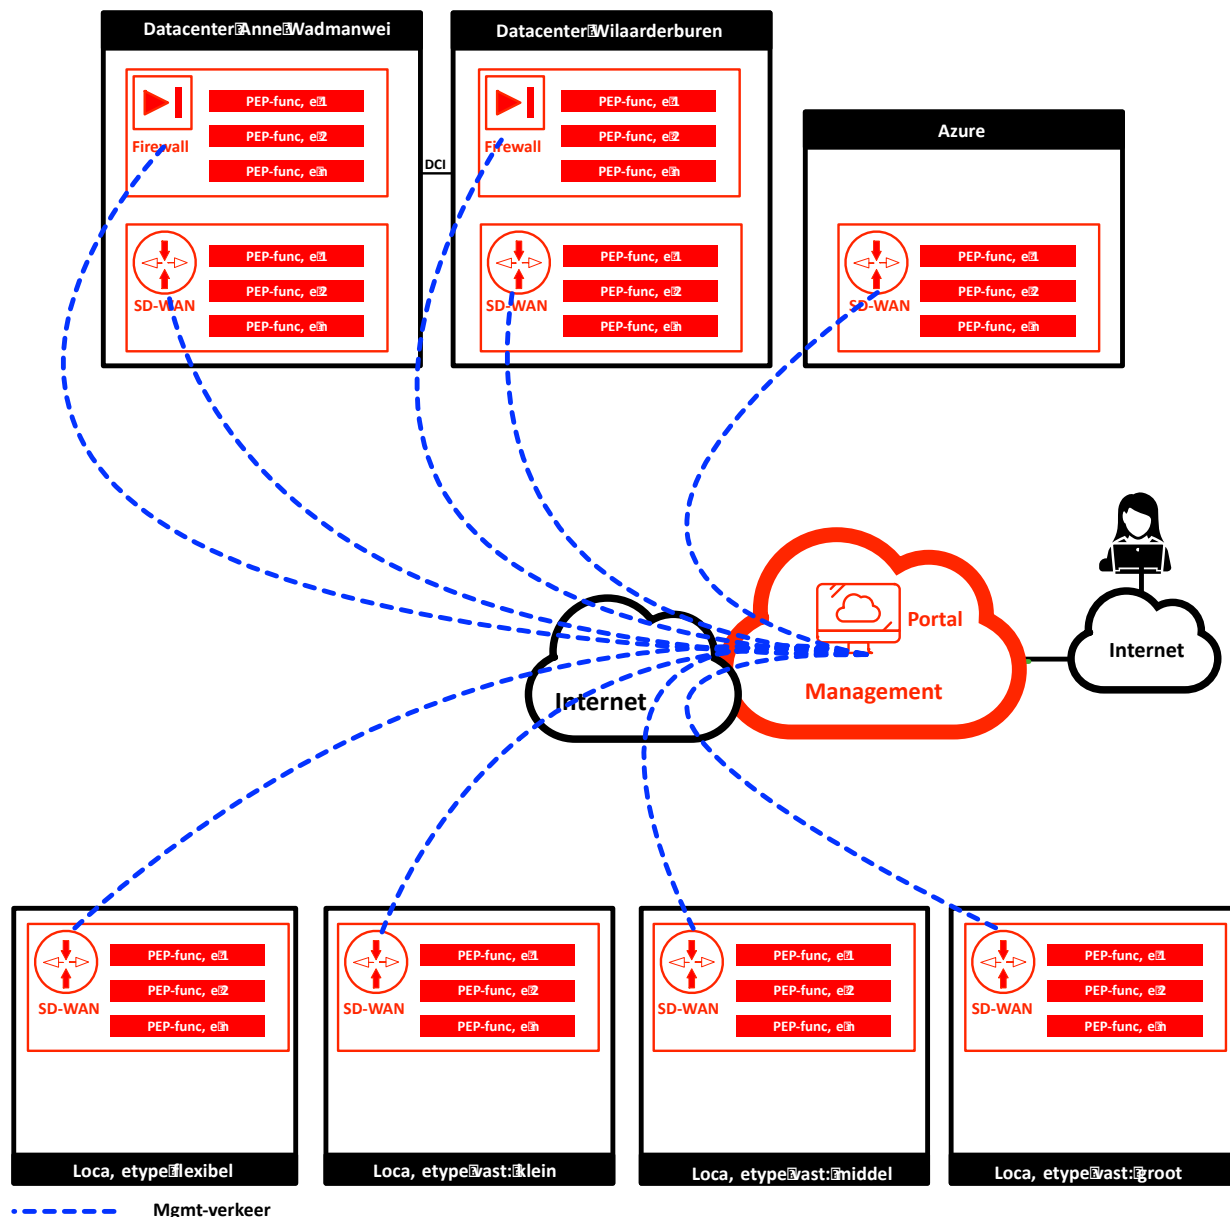 Datacenter Anne Wadmanwei
Datacenter Wilaarderburen
PEP-func, e 1
PEP-func, e 2
PEP-func, e n
Firewall
PEP-func, e 1
PEP-func, e 2
PEP-func, e n
Firewall
DCI
Azure
PEP-func, e 1
PEP-func, e 2
PEP-func, e n
SD-WAN
PEP-func, e 1
PEP-func, e 2
PEP-func, e n
SD-WAN
PEP-func, e 1
PEP-func, e 2
PEP-func, e n
SD-WAN
Portal
Management
Internet
Internet
PEP-func, e 1
PEP-func, e 2
PEP-func, e n
SD-WAN
Loca, etype flexibel
PEP-func, e 1
PEP-func, e 2
PEP-func, e n
SD-WAN
Loca, etype vast: klein
PEP-func, e 1
PEP-func, e 2
PEP-func, e n
SD-WAN
Loca, etype vast: middel
PEP-func, e 1
PEP-func, e 2
PEP-func, e n
SD-WAN
Loca, etype vast: groot
Mgmt-verkeer